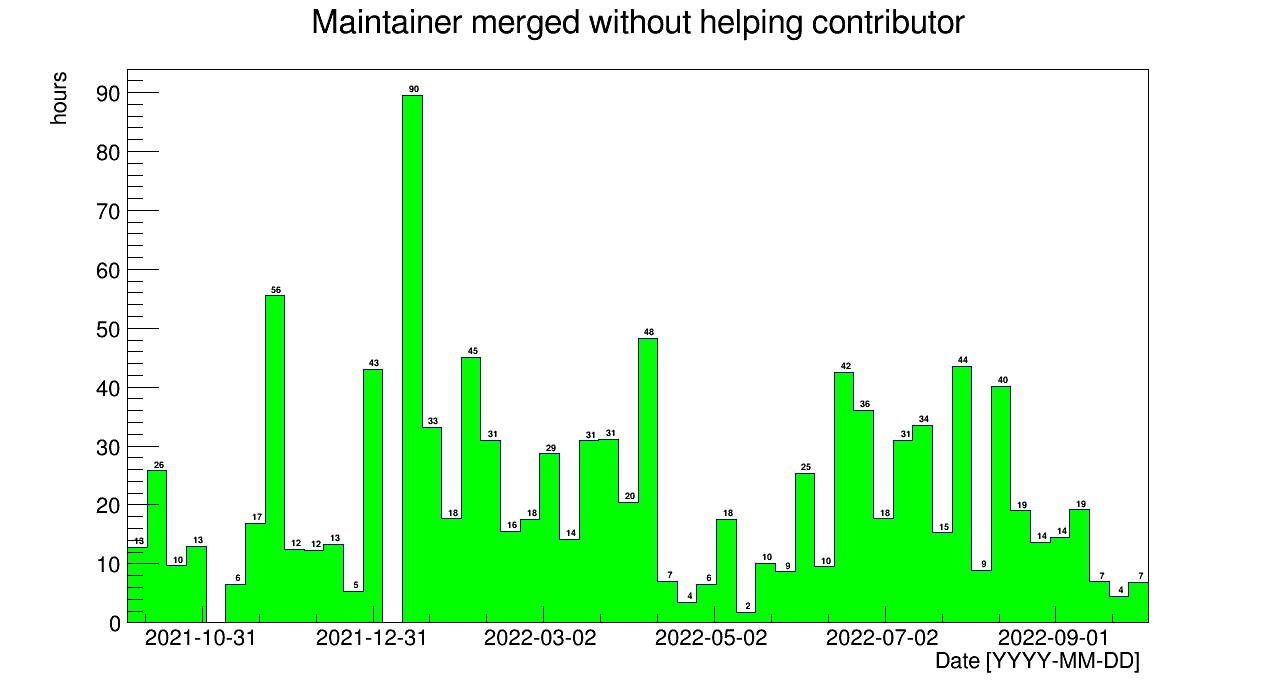 Maintainer merged without helping contributor
hours
90
80
70
60
50
40
30
20
10
0
13 26 10 13 6 17 56 12 12 13 5 43 90 33 18 45 31 16 18 29 14 31 31 20 48 7 4 6 18 2 10 9 25 10 42 36 18 31 34 15 44 9 40 19 14 14 19 7 4 7
2021-10-31 2021-12-31 2022-03-02 2022-05-02 2022-07-02 2022-09-01
Date [YYYY-MM-DD]